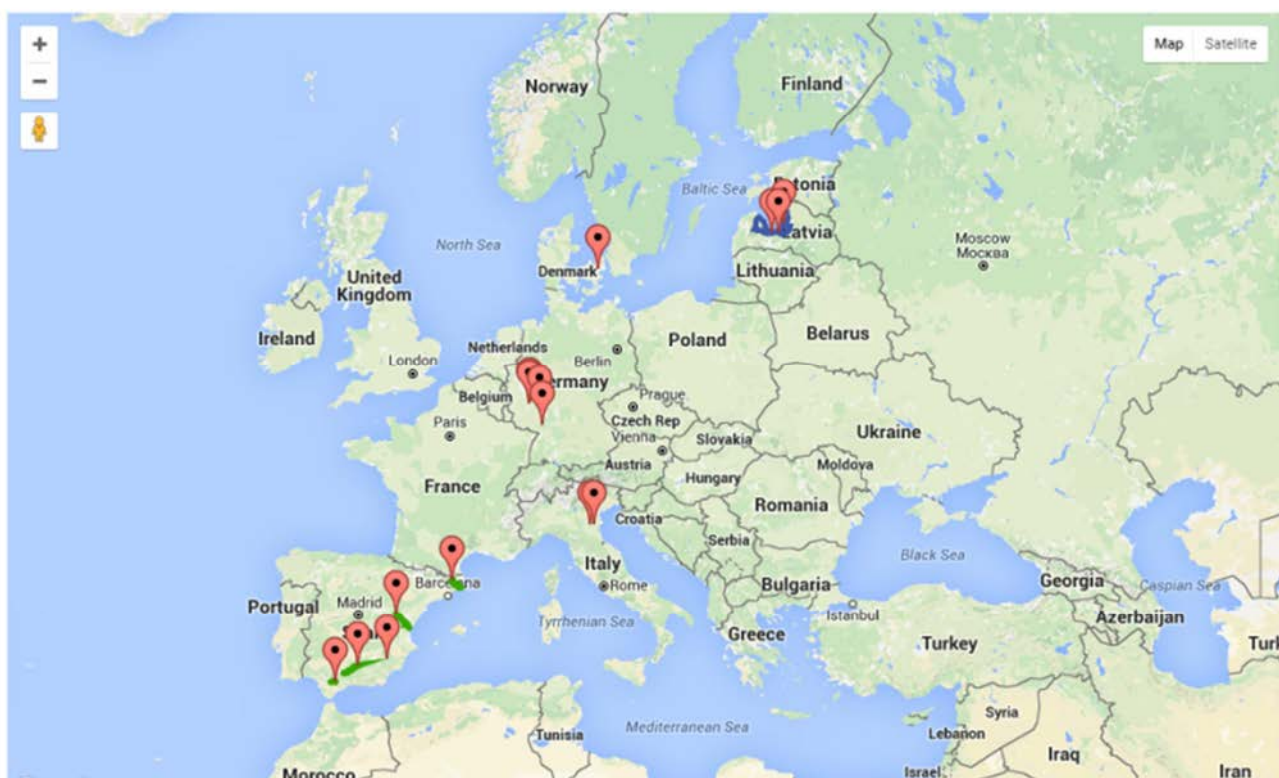 +
Map Satellite
−
Norway
Finland
Baltic Sea
North Sea
Latvia
Moscow
Москва
Denmark
Lithuania
United
Kingdom
Ireland
Belarus
Poland
Netherlands
Berlin
London
Belgium
Prague
Czech Rep
Paris
Vienna
Slovakia
Ukraine
Austria
Moldova
Hungary
France
Romania
Croatia
Serbia
Italy
Black Sea
Bulgaria
Georgia
Caspian Sea
Rome
Portugal
Madrid
Istanbul
Azerbaijan
Tyrrhenian Sea
Greece
Turkey
Syria
Mediterranean Sea
Tunisia
Lebanon
Iraq
Israel
Iran
Morocco